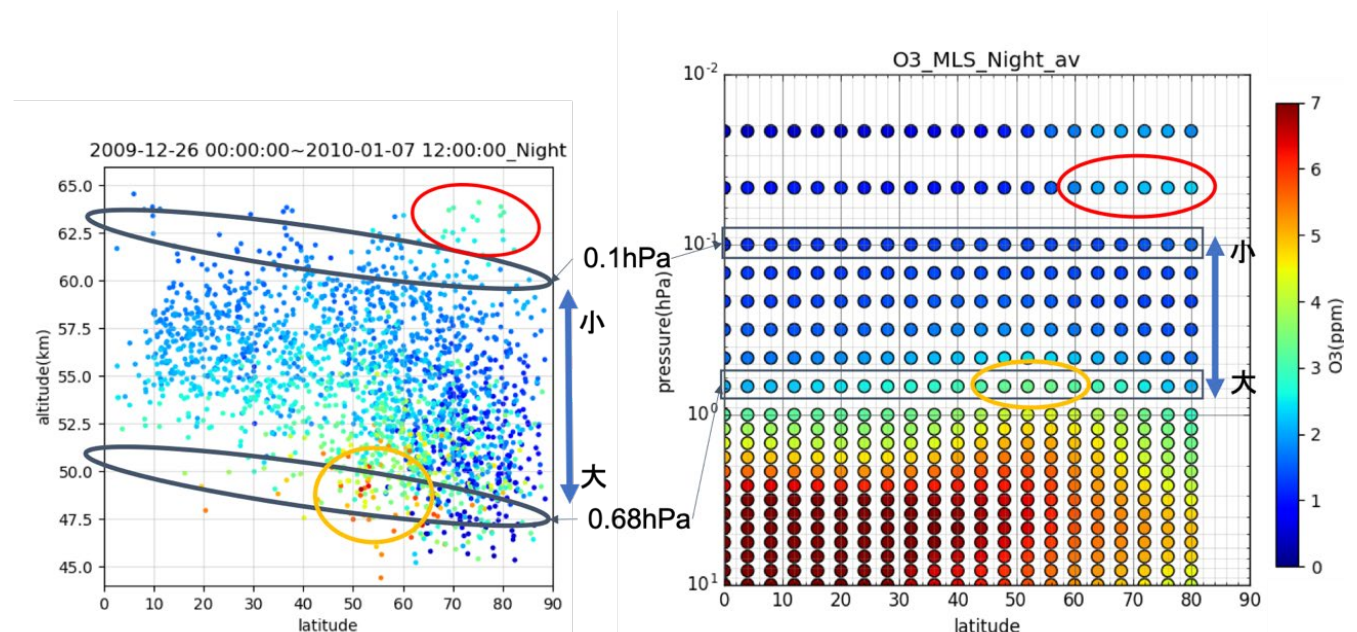 2009-12-26 00:00:00~2010-01-07 12:00:00_Night
65.0
62.5
60.0
57.5
55.0
52.5
50.0
47.5
45.0
altitude(km)
0 10 20 30 40 50 60 70 80 90
latitude
0.1hPa
小
大
0.68hPa
O3_MLS_Night_av
10-2
10-1
100
101
pressure(hPa)
小
大
0 10 20 30 40 50 60 70 80 90
latitude
7
6
5
4
3
2
1
0
O3(ppm)